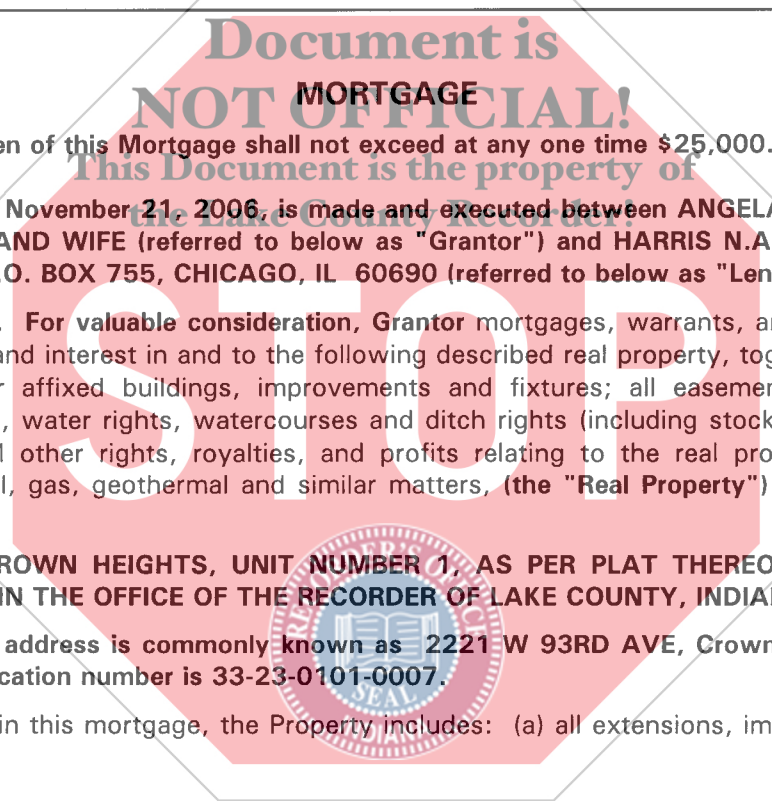 Document is
NOT OFFICIAL!
MORTGAGE
en of this Mortgage shall not exceed at any one time $25,000.
This Document is the property of
the Lake County Recorder!
November 21, 2006, is made and executed between ANGELA
AND WIFE (referred to below as "Grantor") and HARRIS N.A
.O. BOX 755, CHICAGO, IL 60690 (referred to below as "Len
. For valuable consideration, Grantor mortgages, warrants, a
and interest in and to the following described real property, tog
r affixed buildings, improvements and fixtures; all easemen
, water rights, watercourses and ditch rights (including stock
other rights, royalties, and profits relating to the real pro
l, gas, geothermal and similar matters, (the "Real Property")
STOP
ROWN HEIGHTS, UNIT NUMBER 1, AS PER PLAT THEREO
IN THE OFFICE OF THE RECORDER OF LAKE COUNTY, INDIA
address is commonly known as 2221 W 93RD AVE, Crown
cation number is 33-23-0101-0007.
in this mortgage, the Property includes: (a) all extensions, im
RECORDER'S OFFICE
SEAL
INDIANA